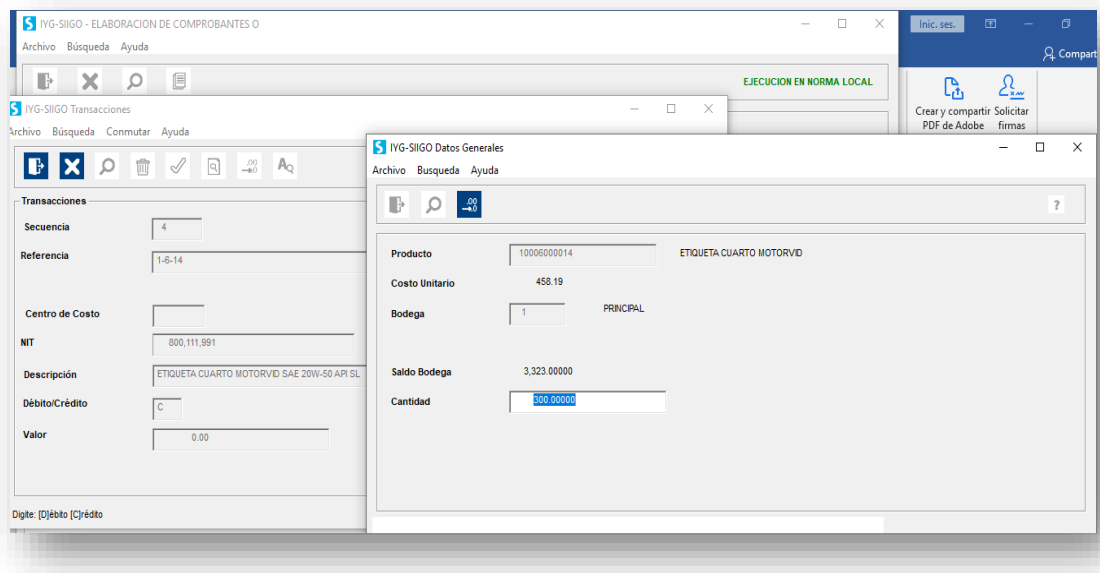 IYG-SIIGO - ELABORACION DE COMPROBANTES O
Archivo Búsqueda Ayuda
EJECUCION EN NORMA LOCAL
Inic. ses.
Compart
Crear y compartir
PDF de Adobe
Solicitar
firmas
IYG-SIIGO Transacciones
Archivo Búsqueda Conmutar Ayuda
Transacciones
Secuencia 4
Referencia 1-6-14
Centro de Costo
NIT 800,111,991
Descripción ETIQUETA CUARTO MOTORVID SAE 20W-50 API SL
Débito/Crédito C
Valor 0.00
Digite: [D]ébito [C]rédito
IYG-SIIGO Datos Generales
Archivo Busqueda Ayuda
.00
.0
?
Producto 10006000014 ETIQUETA CUARTO MOTORVID
Costo Unitario 458.19
Bodega 1 PRINCIPAL
Saldo Bodega 3,323.00000
Cantidad 300.00000